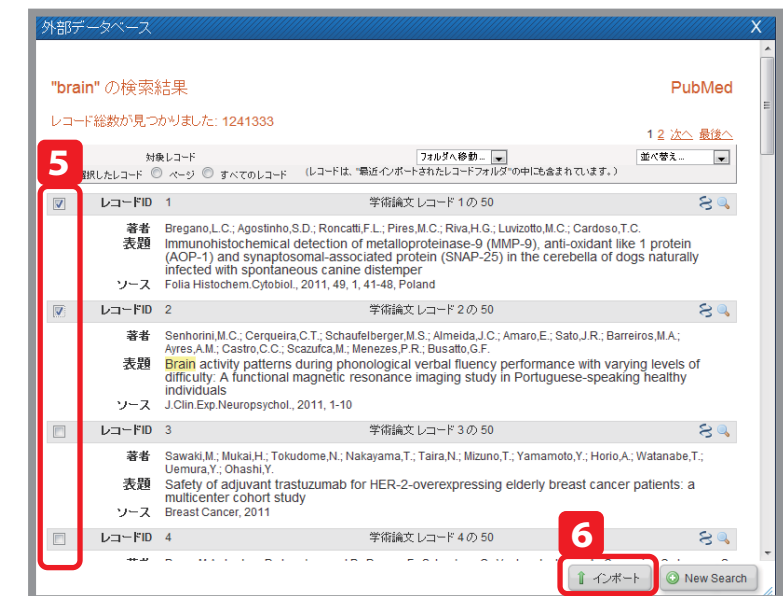 外部データベース X
"brain" の検索結果 PubMed
レコード総数が見つかりました: 1241333
1 2 次へ 最後へ
5
対象レコード フォルダへ移動... 並べ替え...
択したレコード ページ すべてのレコード (レコードは、"最近インポートされたレコードフォルダ"の中にも含まれています。)
レコードID 1 学術論文 レコード 1 の 50
著者 Bregano,L.C.; Agostinho,S.D.; Roncatti,F.L.; Pires,M.C.; Riva,H.G.; Luvizotto,M.C.; Cardoso,T.C.
表題 Immunohistochemical detection of metalloproteinase-9 (MMP-9), anti-oxidant like 1 protein
(AOP-1) and synaptosomal-associated protein (SNAP-25) in the cerebella of dogs naturally
infected with spontaneous canine distemper
ソース Folia Histochem.Cytobiol., 2011, 49, 1, 41-48, Poland
レコードID 2 学術論文 レコード 2 の 50
著者 Senhorini,M.C.; Cerqueira,C.T.; Schaufelberger,M.S.; Almeida,J.C.; Amaro,E.; Sato,J.R.; Barreiros,M.A.;
Ayres,A.M.; Castro,C.C.; Scazufca,M.; Menezes,P.R.; Busatto,G.F.
表題 Brain activity patterns during phonological verbal fluency performance with varying levels of
difficulty: A functional magnetic resonance imaging study in Portuguese-speaking healthy
individuals
ソース J.Clin.Exp.Neuropsychol., 2011, 1-10
レコードID 3 学術論文 レコード 3 の 50
著者 Sawaki,M.; Mukai,H.; Tokudome,N.; Nakayama,T.; Taira,N.; Mizuno,T.; Yamamoto,Y.; Horio,A.; Watanabe,T.;
Uemura,Y.; Ohashi,Y.
表題 Safety of adjuvant trastuzumab for HER-2-overexpressing elderly breast cancer patients: a
multicenter cohort study
ソース Breast Cancer, 2011
レコードID 4 学術論文 レコード 4 の 50
6
インポート New Search